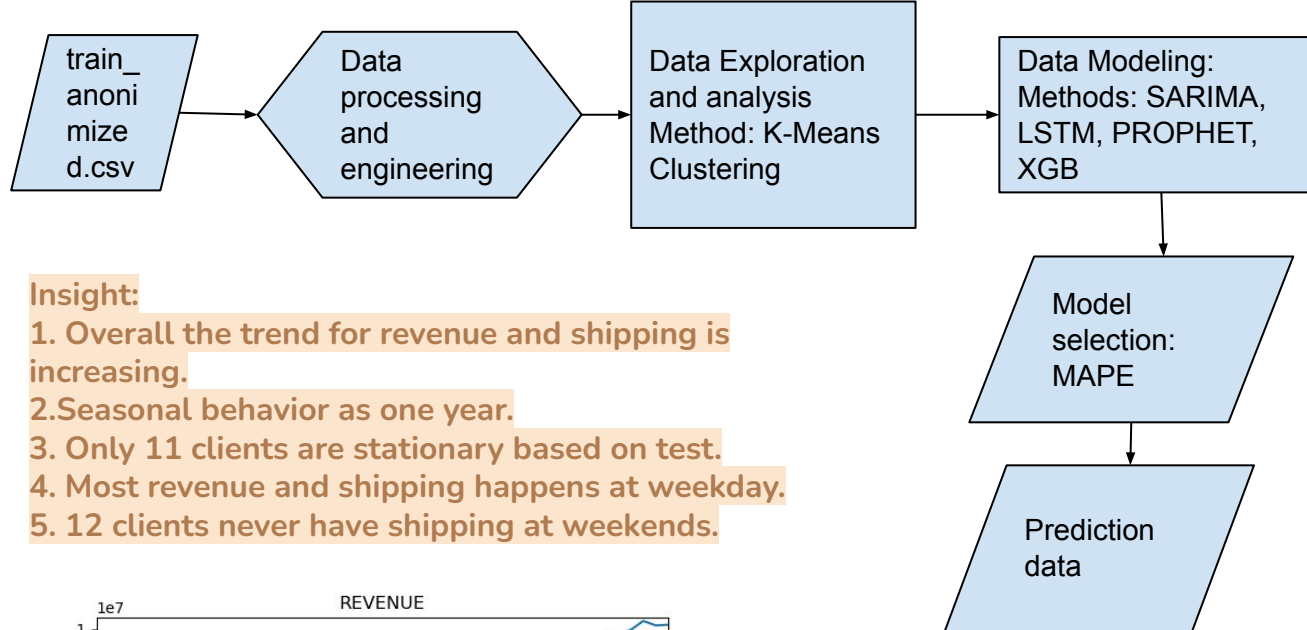 train_
anoni
mize
d.csv
Data
processing
and
engineering
Data Exploration
and analysis
Method: K-Means
Clustering
Data Modeling:
Methods: SARIMA,
LSTM, PROPHET,
XGB
Model
selection:
MAPE
Prediction
data
Insight:
1. Overall the trend for revenue and shipping is
increasing.
2.Seasonal behavior as one year.
3. Only 11 clients are stationary based on test.
4. Most revenue and shipping happens at weekday.
5. 12 clients never have shipping at weekends.
1e7
REVENUE